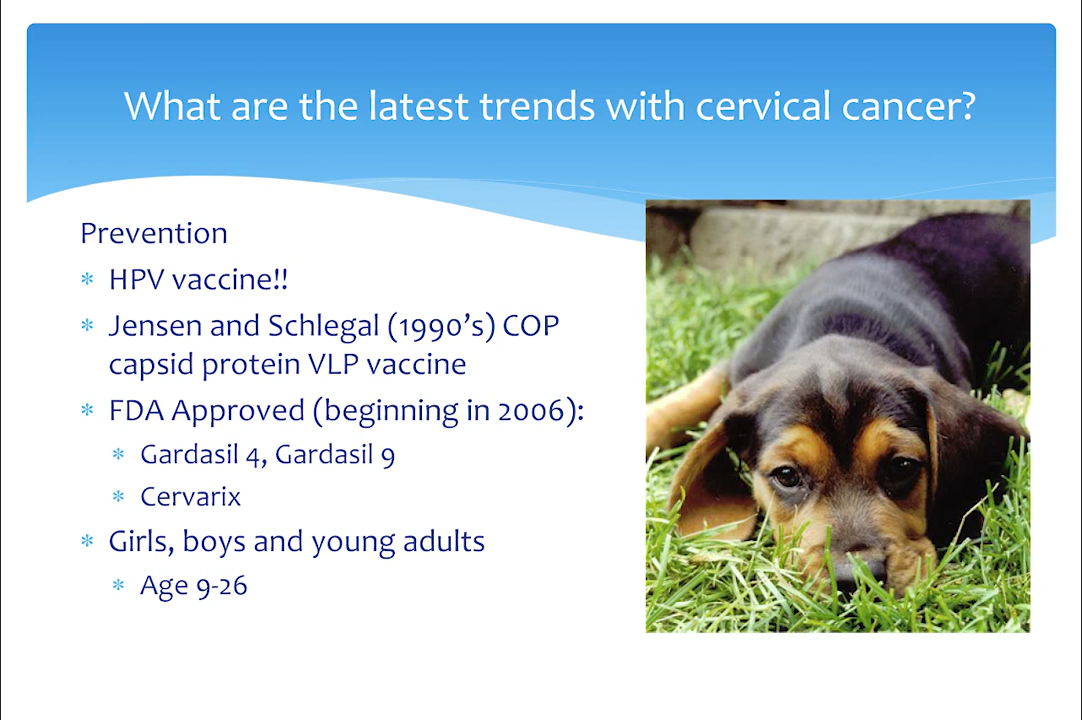 What are the latest trends with cervical cancer?
Prevention
* HPV vaccine!!
* Jensen and Schlegal (1990’s) COP
capsid protein VLP vaccine
* FDA Approved (beginning in 2006):
* Gardasil 4, Gardasil 9
* Cervarix
* Girls, boys and young adults
* Age 9-26